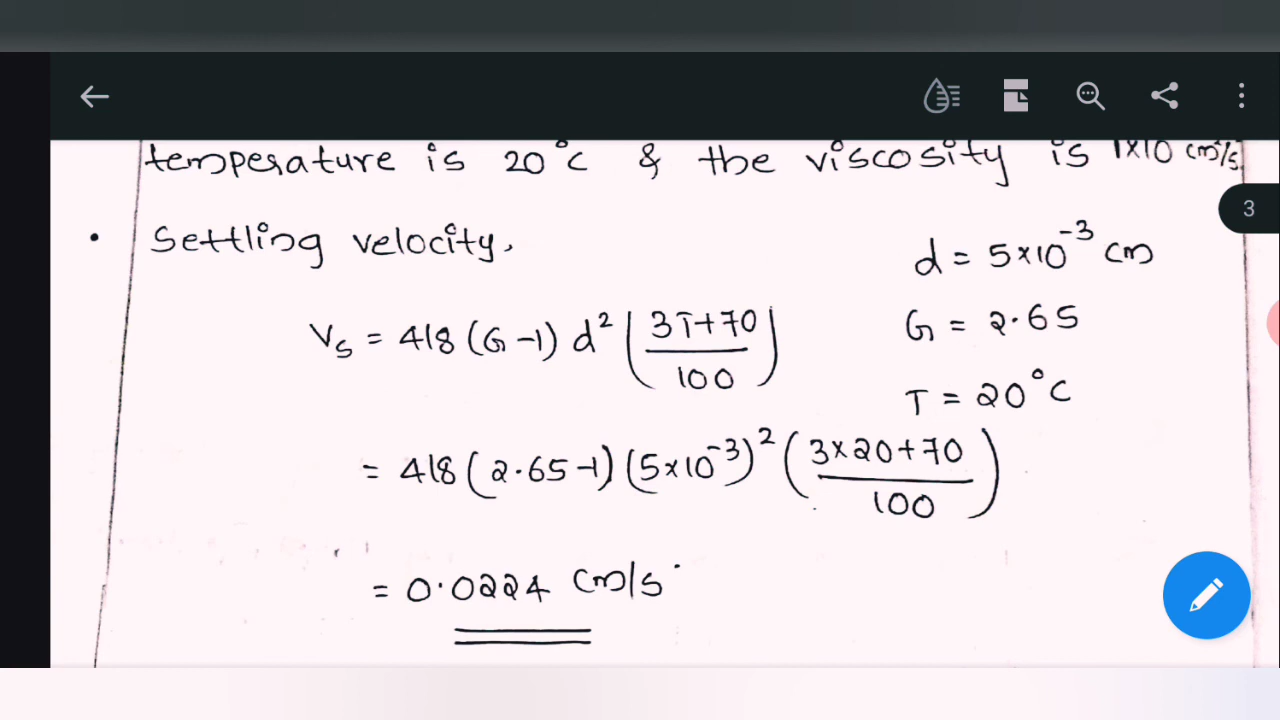 temperature is 20°C & the viscosity is 1x10 cm²/s.
3
• Settling velocity.
d = 5x10⁻³ cm
Vs = 418 (G-1) d² (3T+70/100)
G = 2.65
T = 20°C
= 418 (2.65-1) (5x10⁻³)² (3x20+70/100)
= 0.0224 cm/s.